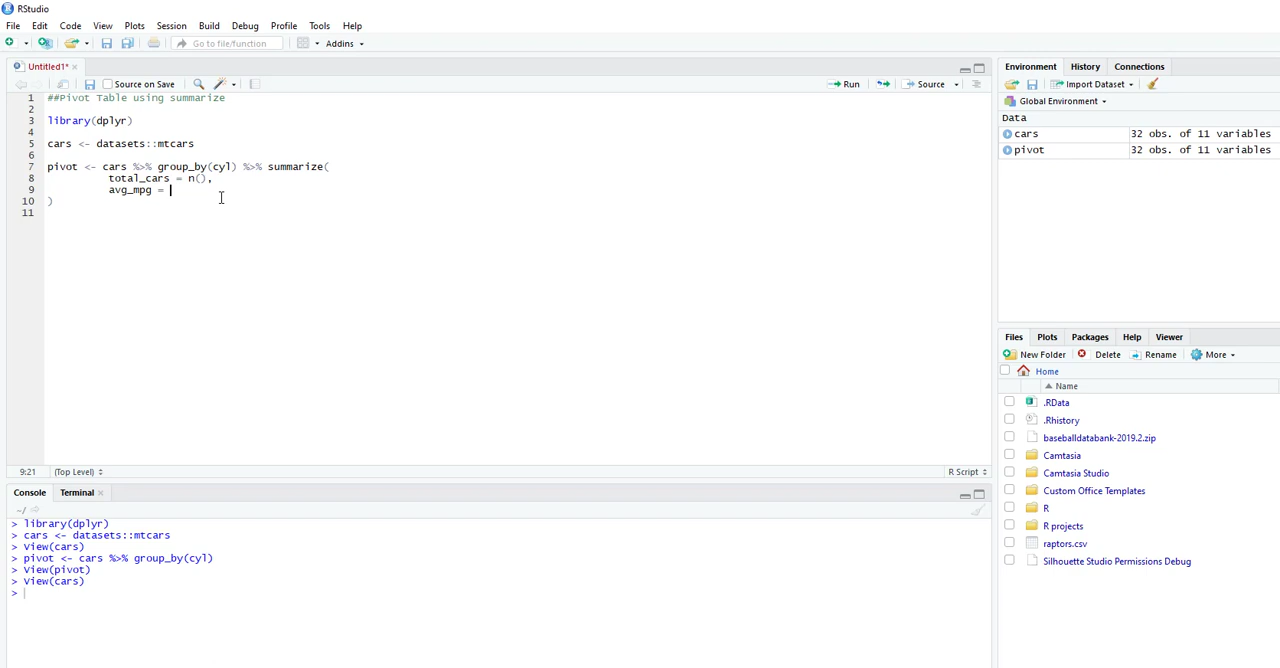 RStudio
File Edit Code View Plots Session Build Debug Profile Tools Help
Go to file/function Addins
Untitled1* ×
Source on Save Run Source
1 ##Pivot Table using summarize
2
3 library(dplyr)
4
5 cars <- datasets::mtcars
6
7 pivot <- cars %>% group_by(cyl) %>% summarize(
8 total_cars = n(),
9 avg_mpg =
10 )
11
9:21 (Top Level) R Script
Console Terminal ×
~/
> library(dplyr)
> cars <- datasets::mtcars
> View(cars)
> pivot <- cars %>% group_by(cyl)
> View(pivot)
> View(cars)
>
Environment History Connections
Import Dataset
Global Environment
Data
cars 32 obs. of 11 variables
pivot 32 obs. of 11 variables
Files Plots Packages Help Viewer
New Folder Delete Rename More
Home
Name
.RData
.Rhistory
baseballdatabank-2019.2.zip
Camtasia
Camtasia Studio
Custom Office Templates
R
R projects
raptors.csv
Silhouette Studio Permissions Debug